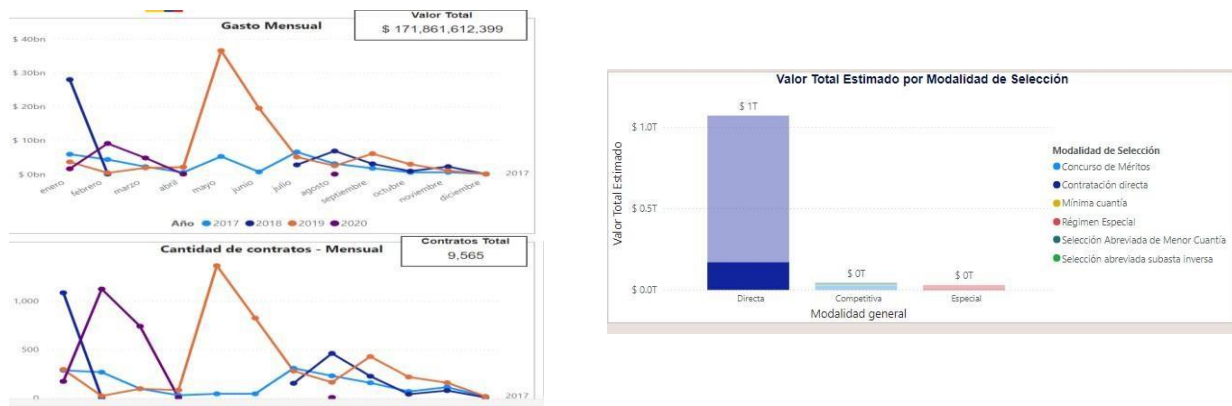 Gasto Mensual
Valor Total
$ 171,861,612,399
$ 40bn
$ 30bn
$ 20bn
$ 10bn
$ 0bn
enero
febrero
marzo
abril
mayo
junio
julio
agosto
septiembre
octubre
noviembre
diciembre
2017
Año 2017 2018 2019 2020
Cantidad de contratos - Mensual
Contratos Total
9,565
1,000
500
0
2017
Valor Total Estimado por Modalidad de Selección
Valor Total Estimado
$ 1.0T
$ 0.5T
$ 0.0T
$ 1T
$ 0T
$ 0T
Directa
Competitiva
Especial
Modalidad general
Modalidad de Selección
Concurso de Méritos
Contratación directa
Mínima cuantía
Régimen Especial
Selección Abreviada de Menor Cuantía
Selección abreviada subasta inversa